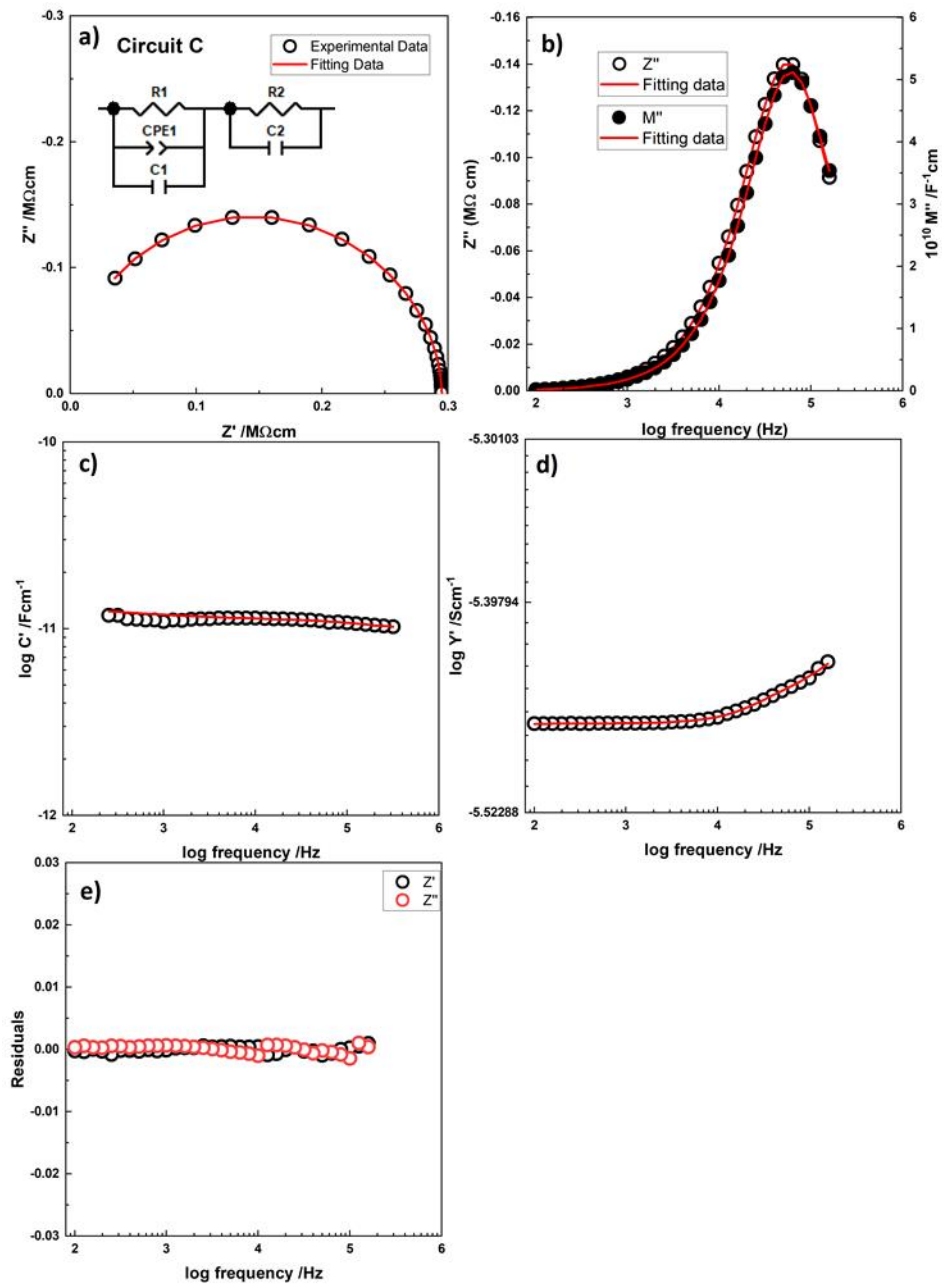 a)
Circuit C
Experimental Data
Fitting Data
R1
CPE1
C1
R2
C2
-0.3
-0.2
-0.1
0.0
Z'' /MΩcm
0.0 0.1 0.2 0.3
Z' /MΩcm
b)
Z''
Fitting data
M''
Fitting data
-0.16
-0.14
-0.12
-0.10
-0.08
-0.06
-0.04
-0.02
0.00
Z'' (MΩ cm)
6
5
4
3
2
1
0
10¹⁰ M'' /F⁻¹cm
2 3 4 5 6
log frequency (Hz)
c)
-10
-11
-12
log C' /Fcm⁻¹
2 3 4 5 6
log frequency /Hz
d)
-5.30103
-5.39794
-5.52288
log Y' /Scm⁻¹
2 3 4 5 6
log frequency /Hz
e)
Z'
Z''
0.03
0.02
0.01
0.00
-0.01
-0.02
-0.03
Residuals
2 3 4 5 6
log frequency /Hz